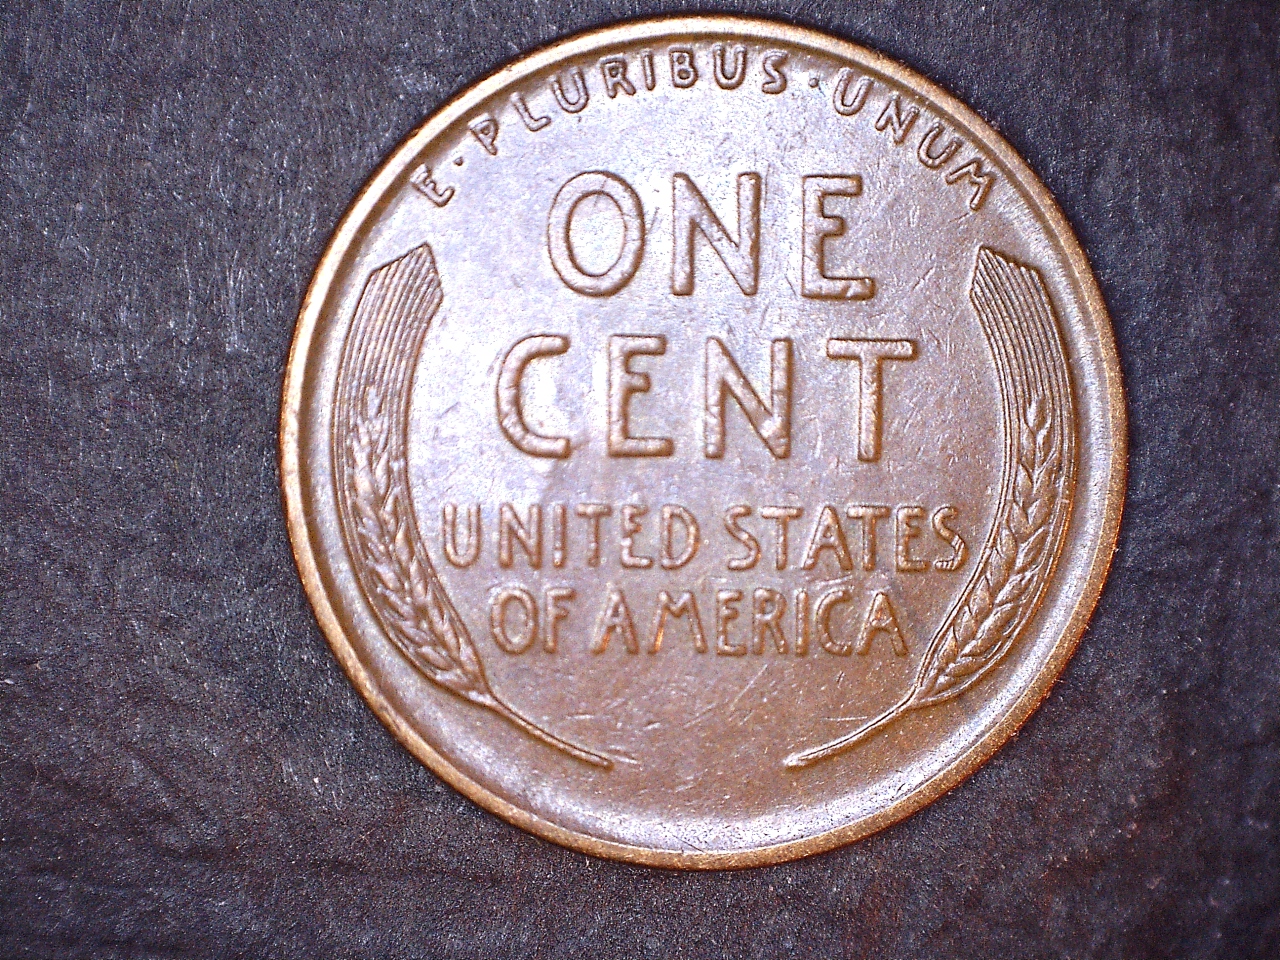 E · PLURIBUS · UNUM
ONE
CENT
UNITED STATES
OF AMERICA